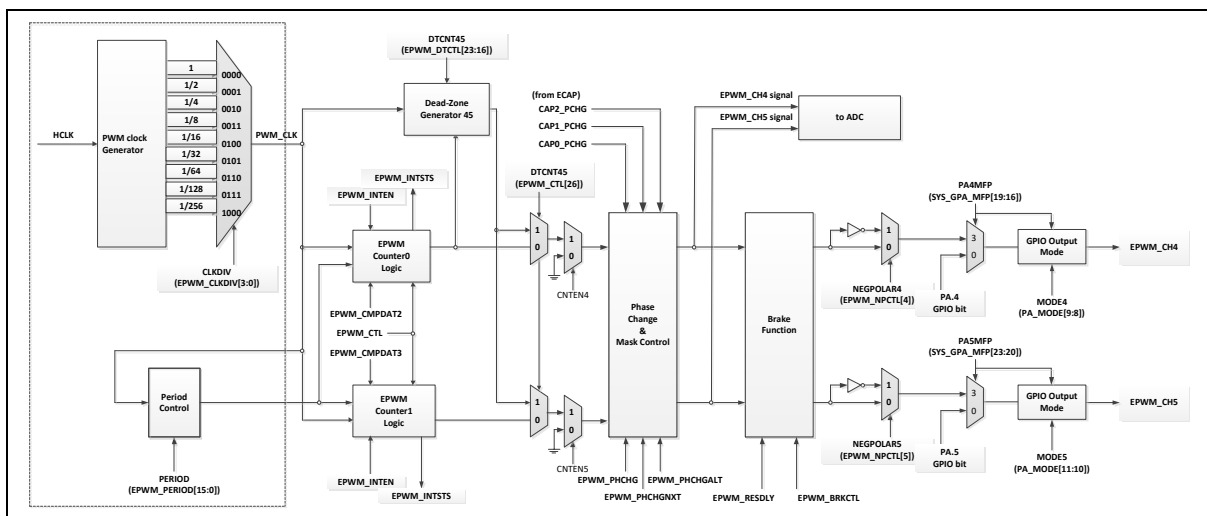 HCLK
PWM clock
Generator
1
1/2
1/4
1/8
1/16
1/32
1/64
1/128
1/256
0000
0001
0010
0011
0100
0101
0110
0111
1000
PWM_CLK
CLKDIV
(EPWM_CLKDIV[3:0])
Period
Control
PERIOD
(EPWM_PERIOD[15:0])
DTCNT45
(EPWM_DTCTL[23:16])
Dead-Zone
Generator 45
EPWM_INTSTS
EPWM_INTEN
EPWM
Counter0
Logic
EPWM_CMPDAT2
EPWM_CTL
EPWM_CMPDAT3
EPWM
Counter1
Logic
EPWM_INTEN
EPWM_INTSTS
DTCNT45
(EPWM_CTL[26])
1
0
1
0
CNTEN4
1
0
1
0
CNTEN5
(from ECAP)
CAP2_PCHG
CAP1_PCHG
CAP0_PCHG
Phase
Change
&
Mask Control
EPWM_PHCHG
EPWM_PHCHGALT
EPWM_PHCHGNXT
EPWM_CH4 signal
EPWM_CH5 signal
to ADC
Brake
Function
EPWM_RESDLY
EPWM_BRKCTL
1
0
NEGPOLAR4
(EPWM_NPCTL[4])
PA4MFP
(SYS_GPA_MFP[19:16])
3
0
PA.4
GPIO bit
GPIO Output
Mode
MODE4
(PA_MODE[9:8])
EPWM_CH4
1
0
NEGPOLAR5
(EPWM_NPCTL[5])
PA5MFP
(SYS_GPA_MFP[23:20])
3
0
PA.5
GPIO bit
GPIO Output
Mode
MODE5
(PA_MODE[11:10])
EPWM_CH5